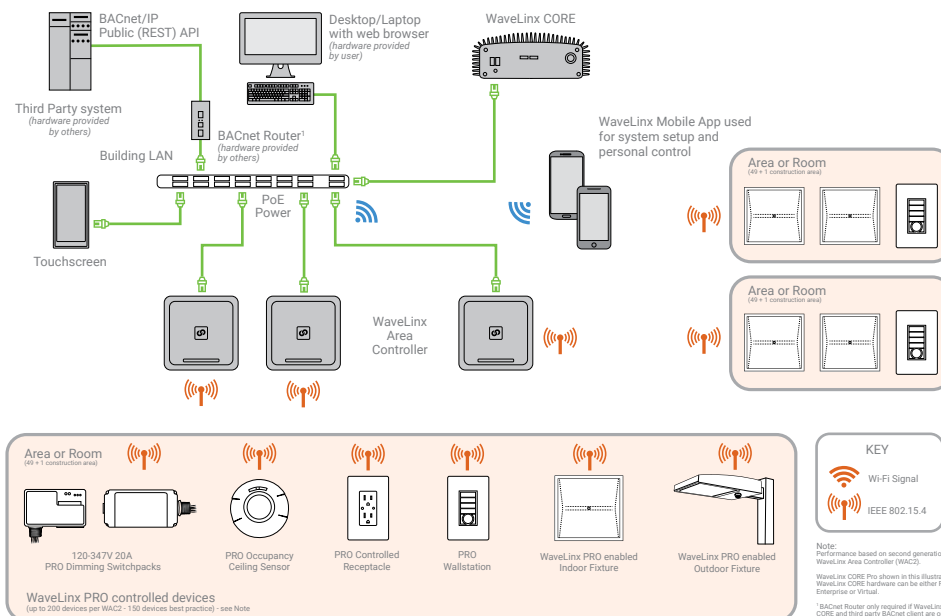 BACnet/IP
Public (REST) API
Desktop/Laptop
with web browser
(hardware provided
by user)
WaveLinx CORE
Third Party system
(hardware provided
by others)
BACnet Router¹
(hardware provided
by others)
Building LAN
PoE
Power
WaveLinx Mobile App used
for system setup and
personal control
Touchscreen
WaveLinx
Area
Controller
Area or Room
(49 + 1 construction area)
Area or Room
(49 + 1 construction area)
Area or Room
(49 + 1 construction area)
120-347V 20A
PRO Dimming Switchpacks
PRO Occupancy
Ceiling Sensor
PRO Controlled
Receptacle
PRO
Wallstation
WaveLinx PRO enabled
Indoor Fixture
WaveLinx PRO enabled
Outdoor Fixture
WaveLinx PRO controlled devices
(up to 200 devices per WAC2 - 150 devices best practice) - see Note
KEY
Wi-Fi Signal
IEEE 802.15.4
Note:
Performance based on second generation
WaveLinx Area Controller (WAC2).
WaveLinx CORE Pro shown in this illustra
WaveLinx CORE hardware can be either
Enterprise or Virtual.
¹ BACnet Router only required if WaveLin
CORE and third party BACnet client are o